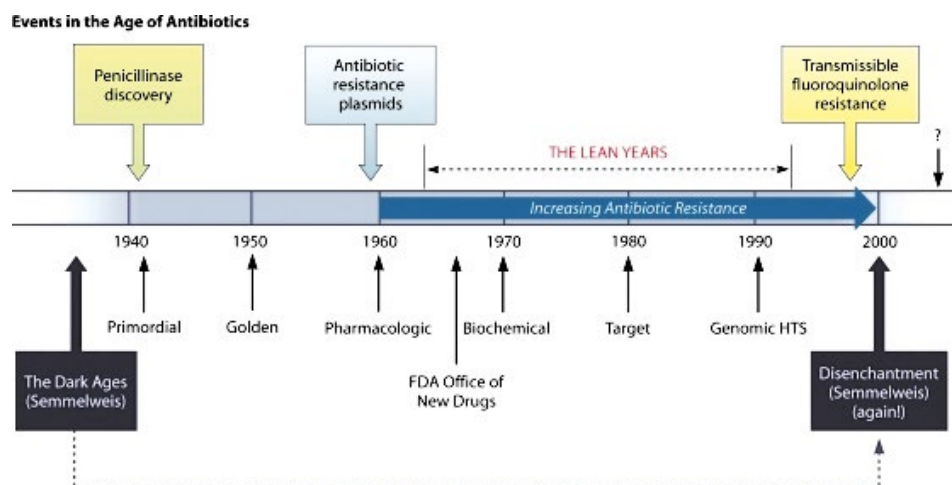 Events in the Age of Antibiotics
Penicillinase
discovery
Antibiotic
resistance
plasmids
Transmissible
fluoroquinolone
resistance
?
THE LEAN YEARS
Increasing Antibiotic Resistance
1940 1950 1960 1970 1980 1990 2000
Primordial Golden Pharmacologic Biochemical Target Genomic HTS
FDA Office of
New Drugs
The Dark Ages
(Semmelweis)
Disenchantment
(Semmelweis)
(again!)